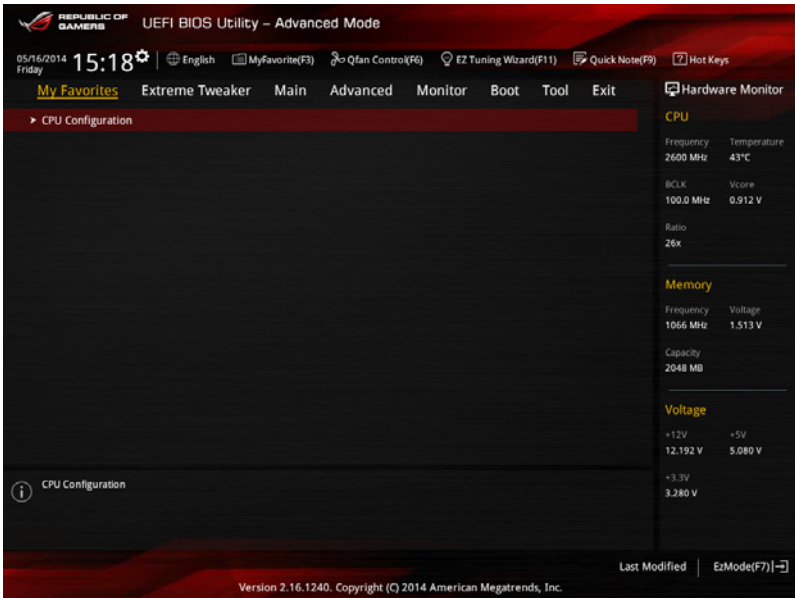 REPUBLIC OF
GAMERS
UEFI BIOS Utility – Advanced Mode
05/16/2014
Friday
15:18
English
MyFavorite(F3)
Qfan Control(F6)
EZ Tuning Wizard(F11)
Quick Note(F9)
? Hot Keys
My Favorites Extreme Tweaker Main Advanced Monitor Boot Tool Exit
> CPU Configuration
CPU Configuration
Hardware Monitor
CPU
Frequency Temperature
2600 MHz 43°C
BCLK Vcore
100.0 MHz 0.912 V
Ratio
26x
Memory
Frequency Voltage
1066 MHz 1.513 V
Capacity
2048 MB
Voltage
+12V +5V
12.192 V 5.080 V
+3.3V
3.280 V
Last Modified
EzMode(F7)
Version 2.16.1240. Copyright (C) 2014 American Megatrends, Inc.